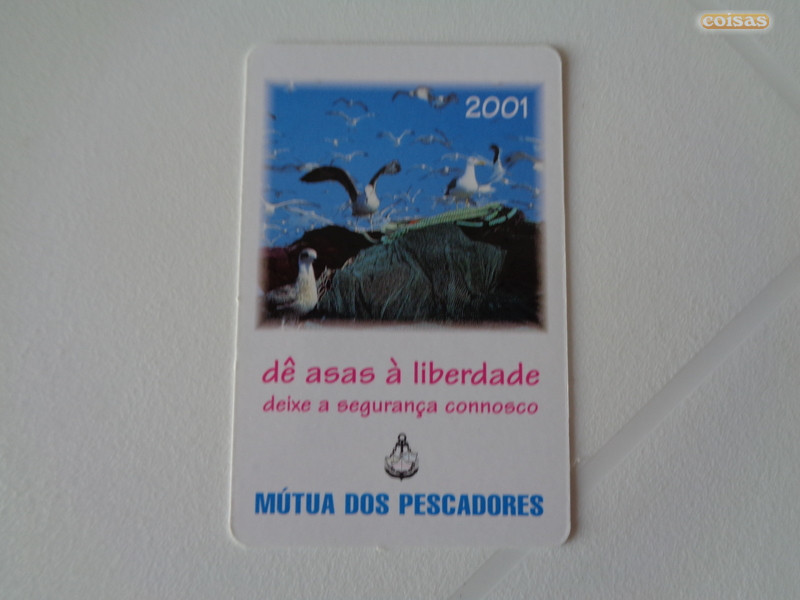 coisas
2001
dê asas à liberdade
deixe a segurança connosco
MÚTUA DOS PESCADORES